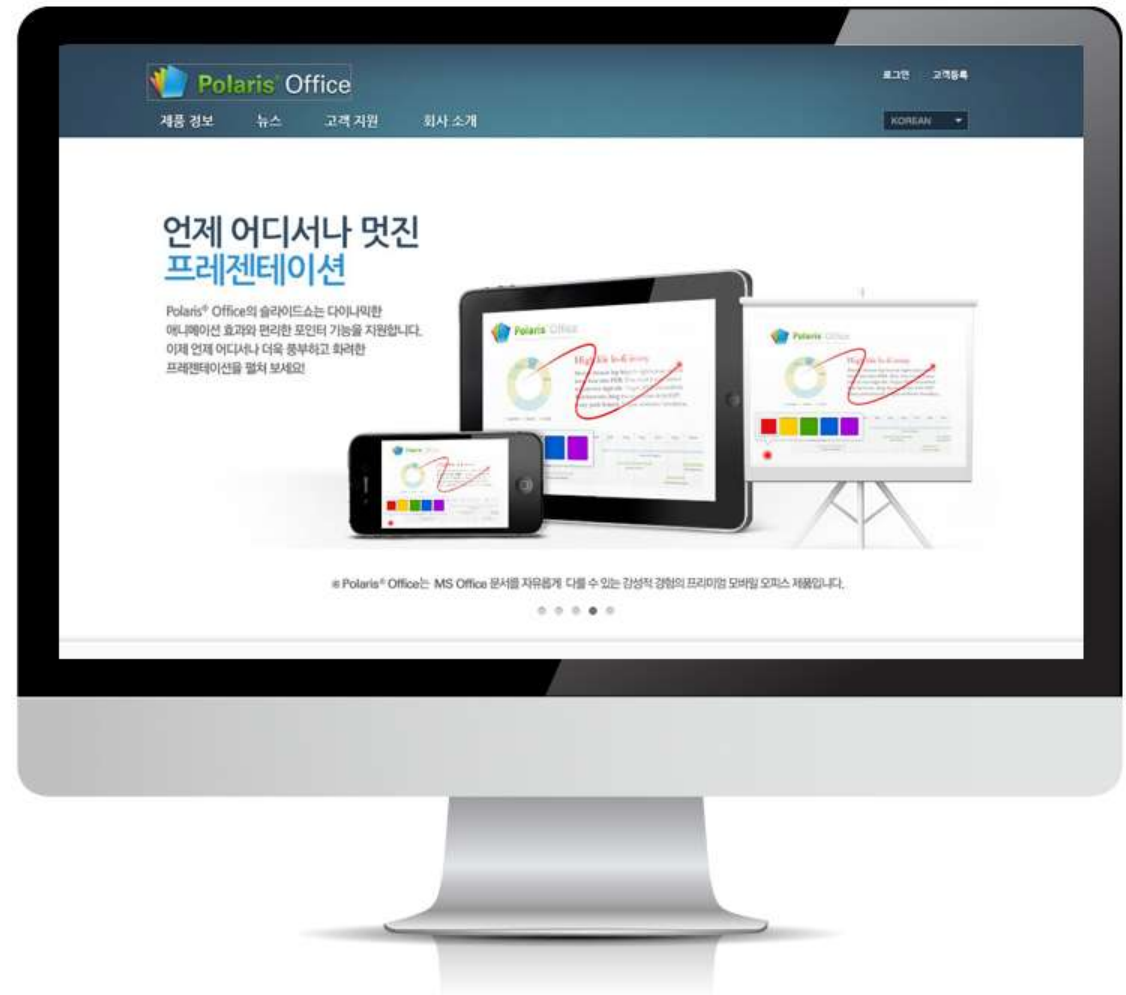 Polaris® Office
로그인 고객등록
제품 정보 뉴스 고객 지원 회사 소개
KOREAN
언제 어디서나 멋진
프레젠테이션
Polaris® Office의 슬라이드쇼는 다이나믹한
애니메이션 효과와 편리한 포인터 기능을 지원합니다.
이제 언제 어디서나 더욱 풍부하고 화려한
프레젠테이션을 펼쳐 보세요!
Polaris Office
Polaris Office
Polaris Office
※ Polaris® Office는 MS Office 문서를 자유롭게 다룰 수 있는 감성적 경험의 프리미엄 모바일 오피스 제품입니다.